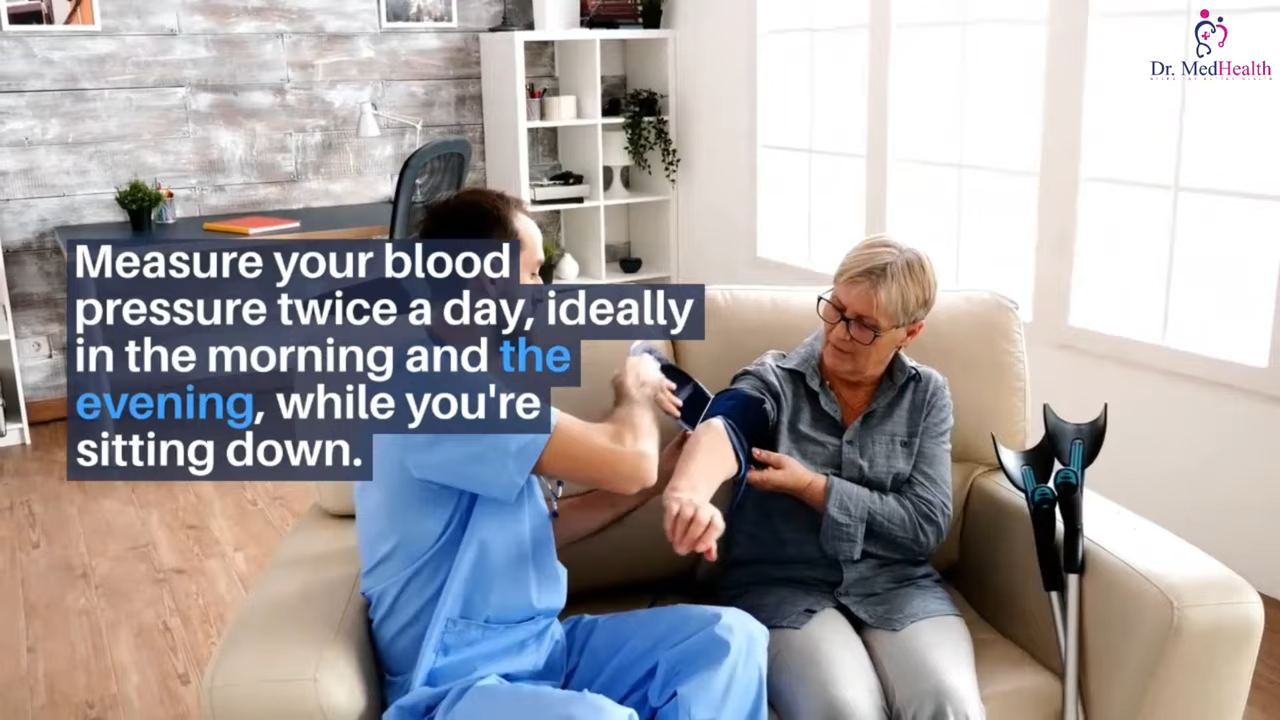 Dr. MedHealth
Measure your blood
pressure twice a day, ideally
in the morning and the
evening, while you're
sitting down.